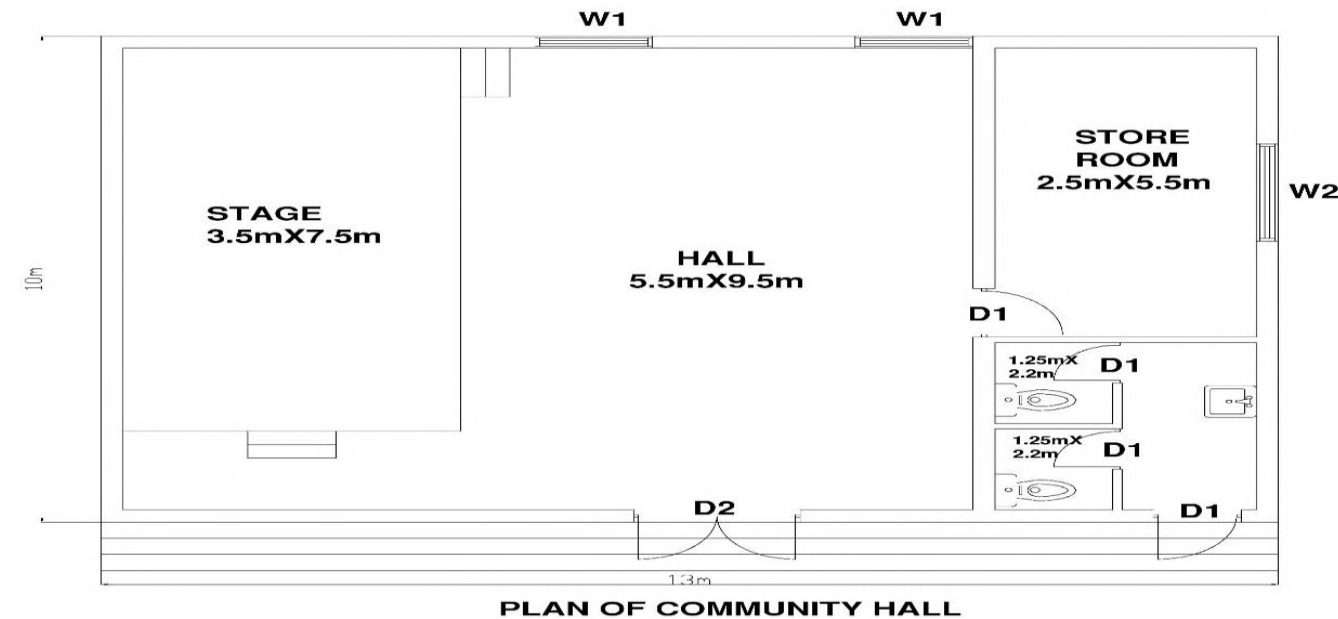 W1
W1
STORE
ROOM
2.5mX5.5m
W2
STAGE
3.5mX7.5m
HALL
5.5mX9.5m
10m
D1
1.25mX
2.2m
D1
1.25mX
2.2m
D1
D2
D1
13m
PLAN OF COMMUNITY HALL